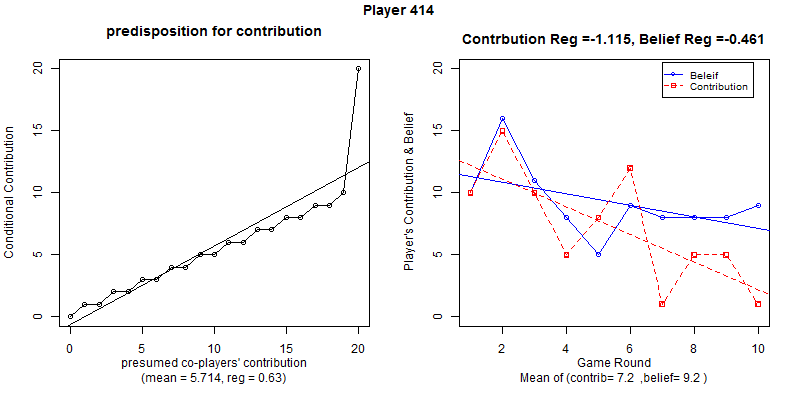 Player 414
predisposition for contribution
Conditional Contribution
20
15
10
5
0
0 5 10 15 20
presumed co-players' contribution
(mean = 5.714, reg = 0.63)
Contrbution Reg =-1.115, Belief Reg =-0.461
Player's Contribution & Belief
20
15
10
5
0
Beleif
Contribution
2 4 6 8 10
Game Round
Mean of (contrib= 7.2 ,belief= 9.2 )